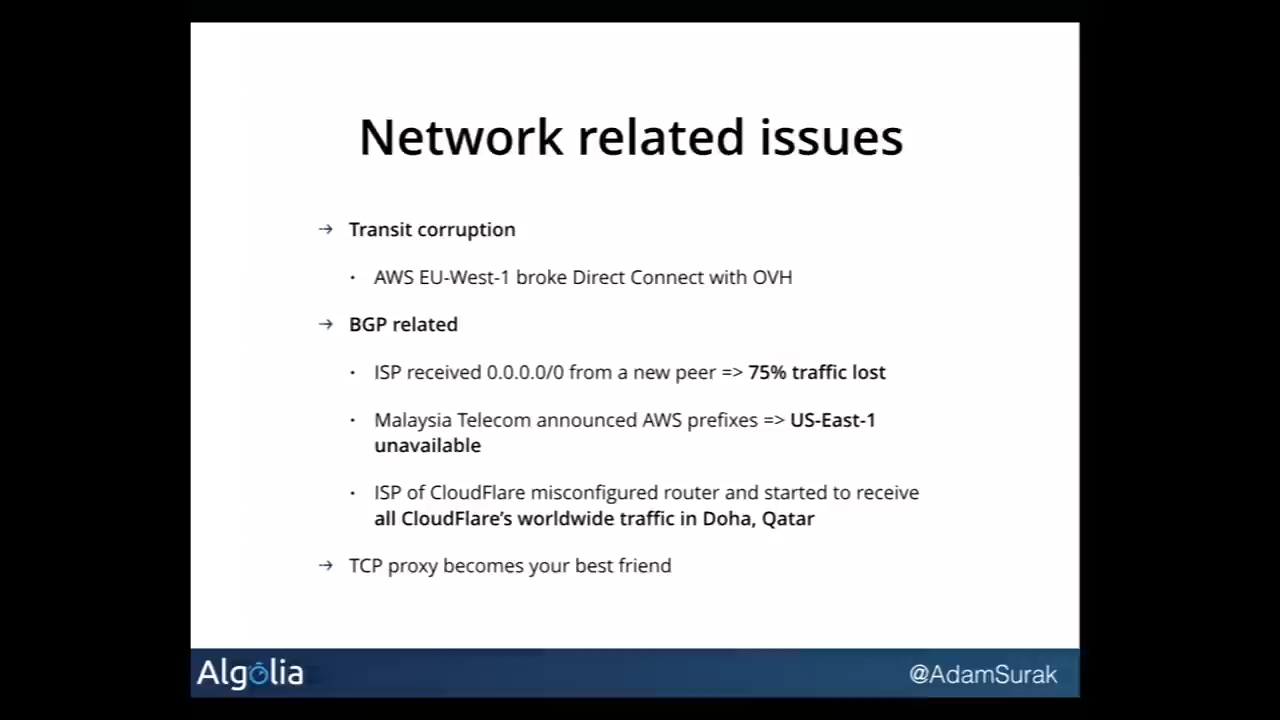 Network related issues
→ Transit corruption
· AWS EU-West-1 broke Direct Connect with OVH
→ BGP related
· ISP received 0.0.0.0/0 from a new peer => 75% traffic lost
· Malaysia Telecom announced AWS prefixes => US-East-1
unavailable
· ISP of CloudFlare misconfigured router and started to receive
all CloudFlare’s worldwide traffic in Doha, Qatar
→ TCP proxy becomes your best friend
Algolia
@AdamSurak